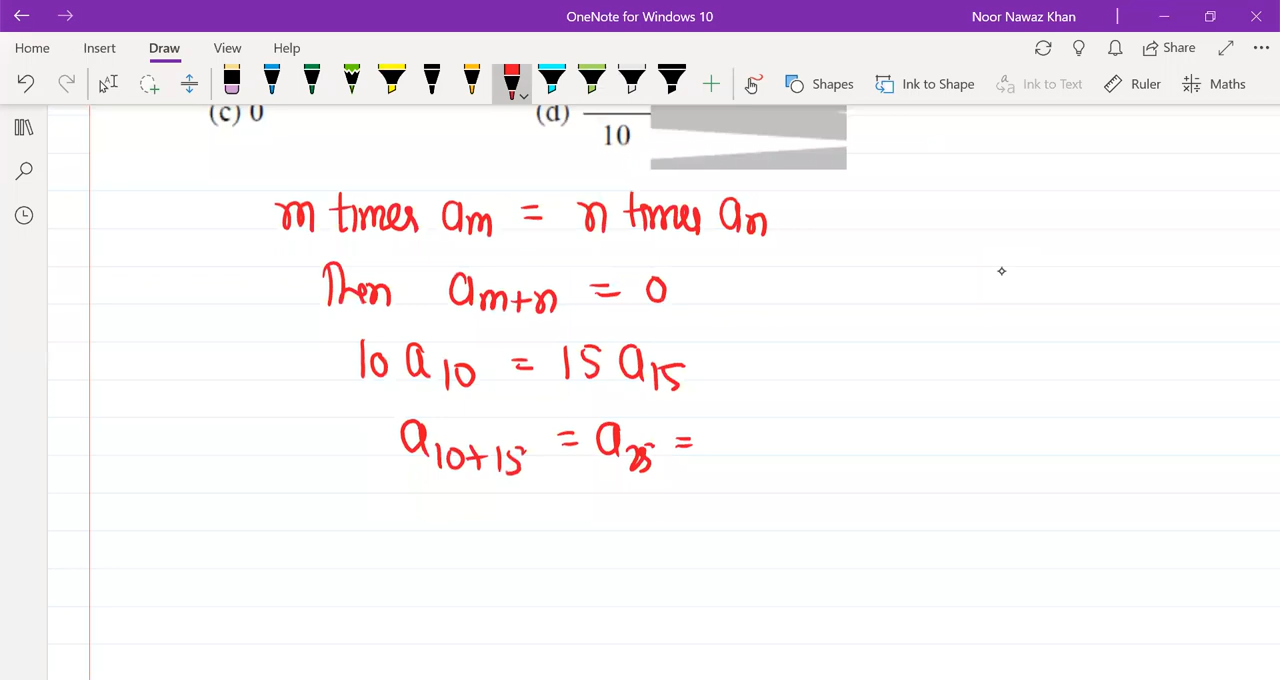 OneNote for Windows 10
Noor Nawaz Khan
Home Insert Draw View Help
Share
Shapes Ink to Shape Ink to Text Ruler Maths
(c) 0 (d) 10
m times am = n times an
Then am+n = 0
10 a10 = 15 a15
a10+15 = a25 =